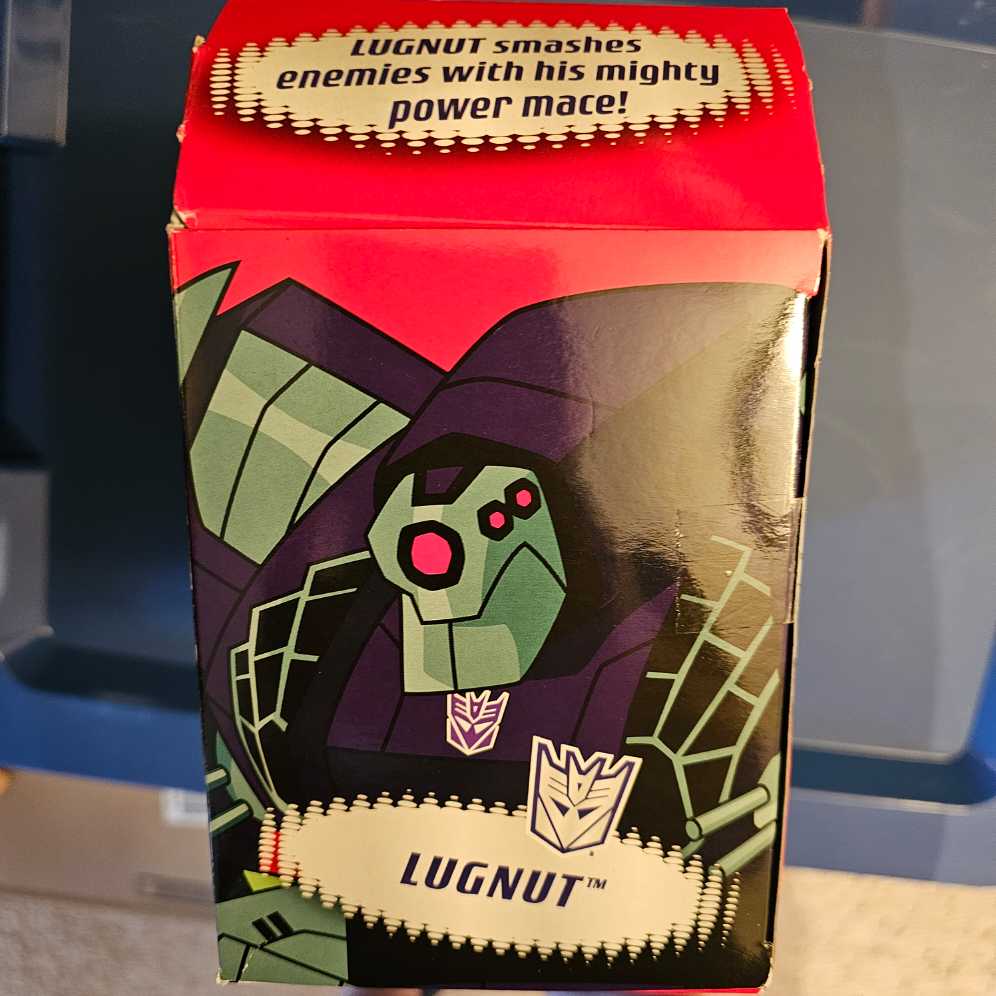 LUGNUT smashes
enemies with his mighty
power mace!
LUGNUT™